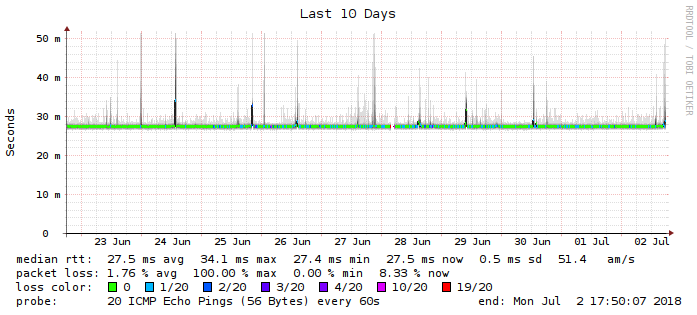 Last 10 Days
RRDTOOL / TOBI OETIKER
Seconds
50 m
40 m
30 m
20 m
10 m
0
23 Jun 24 Jun 25 Jun 26 Jun 27 Jun 28 Jun 29 Jun 30 Jun 01 Jul 02 Jul
median rtt: 27.5 ms avg 34.1 ms max 27.4 ms min 27.5 ms now 0.5 ms sd 51.4 am/s
packet loss: 1.76 % avg 100.00 % max 0.00 % min 8.33 % now
loss color: 0 1/20 2/20 3/20 4/20 10/20 19/20
probe: 20 ICMP Echo Pings (56 Bytes) every 60s end: Mon Jul 2 17:50:07 2018